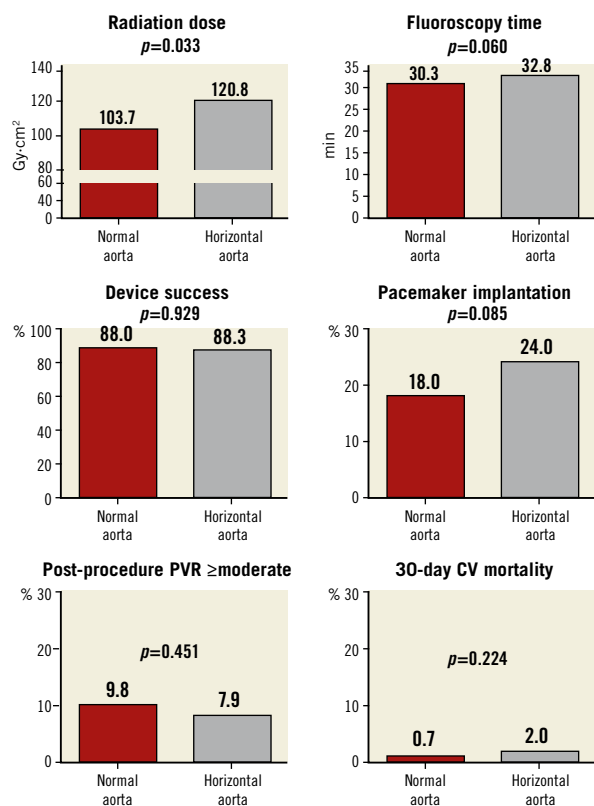 Radiation dose
p=0.033
140
120
100
80
60
40
20
0
Gy·cm²
103.7
120.8
Normal aorta
Horizontal aorta
Fluoroscopy time
p=0.060
35
30
25
20
15
10
5
0
min
30.3
32.8
Normal aorta
Horizontal aorta
Device success
p=0.929
% 100
80
60
40
20
0
88.0
88.3
Normal aorta
Horizontal aorta
Pacemaker implantation
p=0.085
% 30
20
10
0
18.0
24.0
Normal aorta
Horizontal aorta
Post-procedure PVR ≥moderate
% 30
20
10
0
p=0.451
9.8
7.9
Normal aorta
Horizontal aorta
30-day CV mortality
% 30
20
10
0
p=0.224
0.7
2.0
Normal aorta
Horizontal aorta